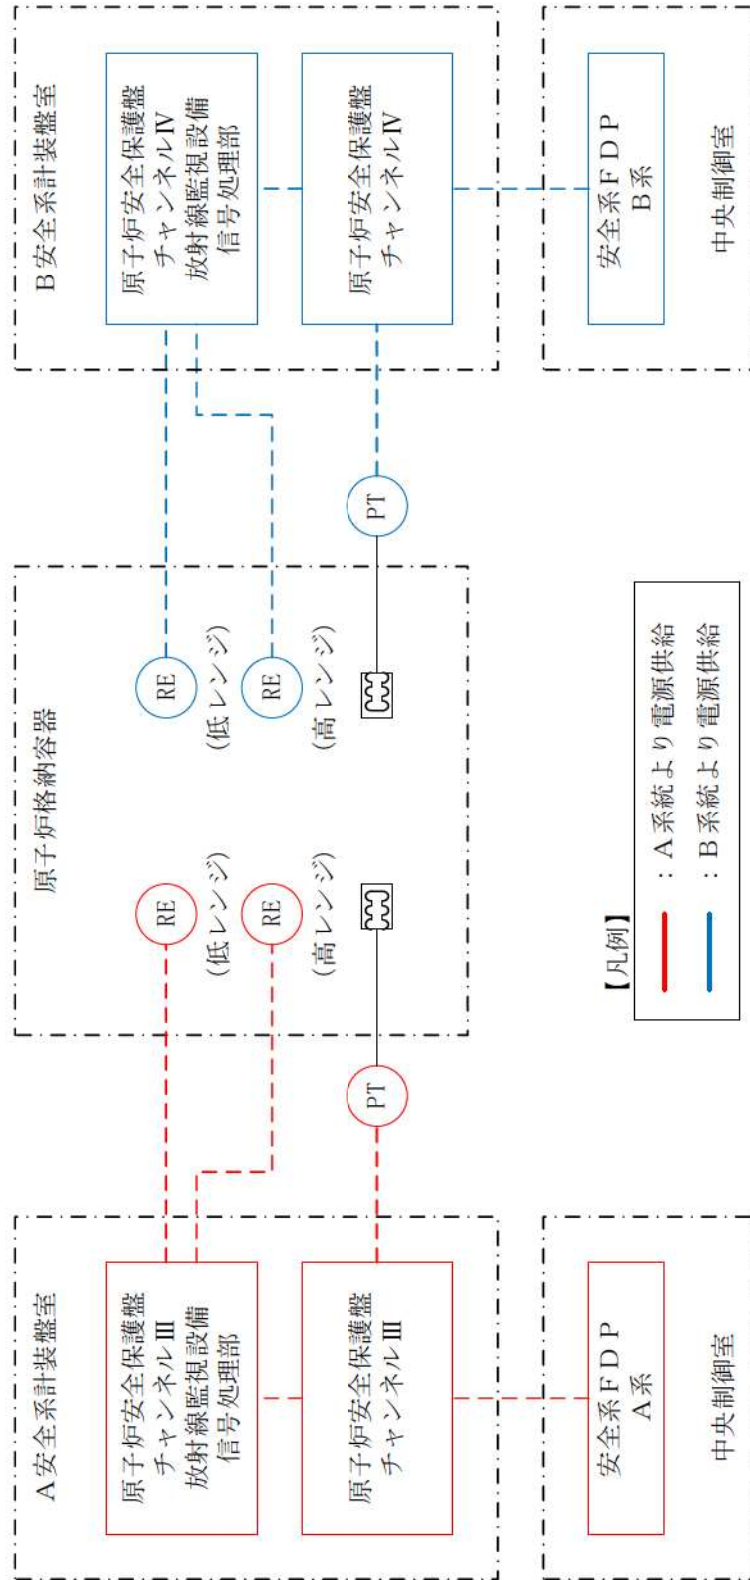 A安全系計装盤室
原子炉安全保護盤
チャンネルⅢ
放射線監視設備
信号処理部
原子炉安全保護盤
チャンネルⅢ
安全系FDP
A系
中央制御室
原子炉格納容器
RE
(低レンジ)
RE
(高レンジ)
PT
RE
(低レンジ)
RE
(高レンジ)
PT
B安全系計装盤室
原子炉安全保護盤
チャンネルⅣ
放射線監視設備
信号処理部
原子炉安全保護盤
チャンネルⅣ
安全系FDP
B系
中央制御室
【凡例】
:A系統より電源供給
:B系統より電源供給